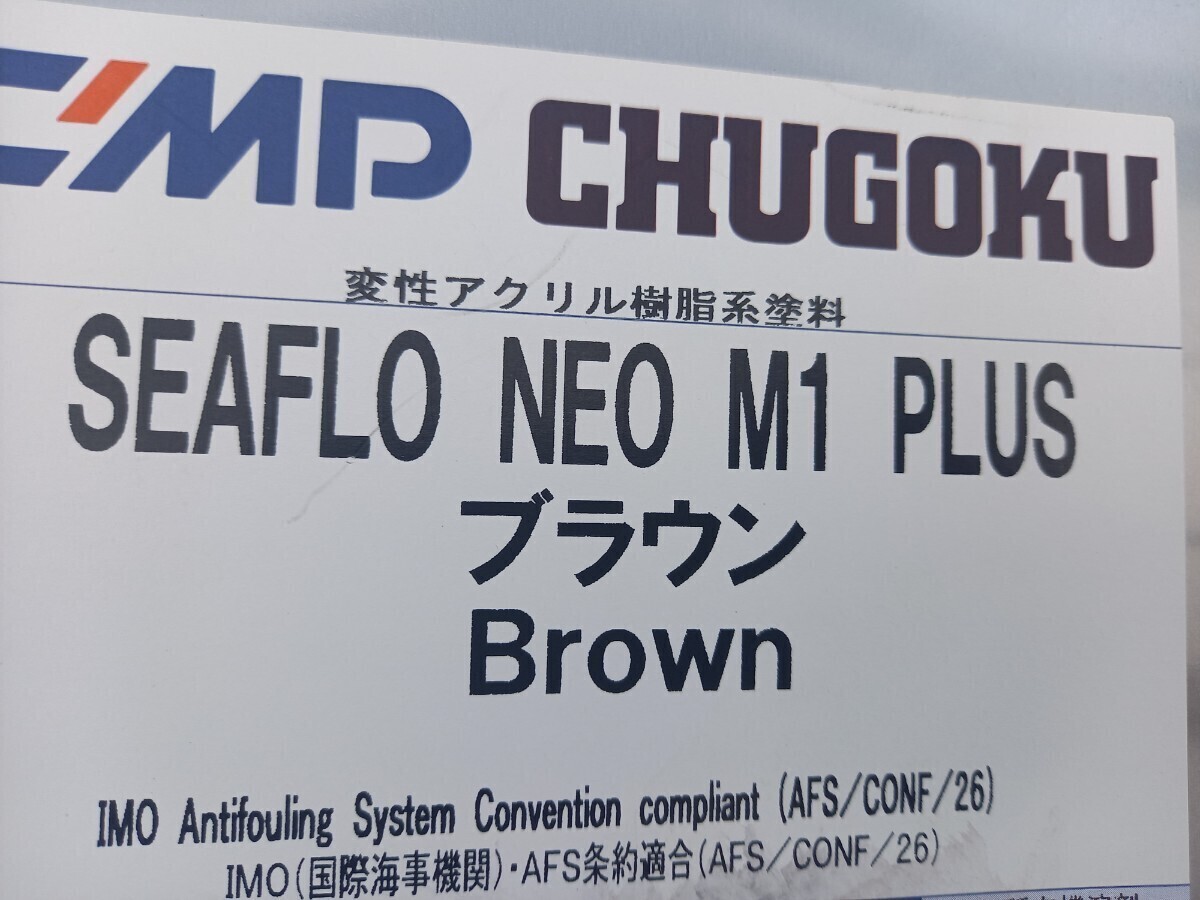 CMP CHUGOKU
変性アクリル樹脂系塗料
SEAFLO NEO M1 PLUS
ブラウン
Brown
IMO Antifouling System Convention compliant (AFS/CONF/26)
IMO(国際海事機関)・AFS条約適合(AFS/CONF/26)